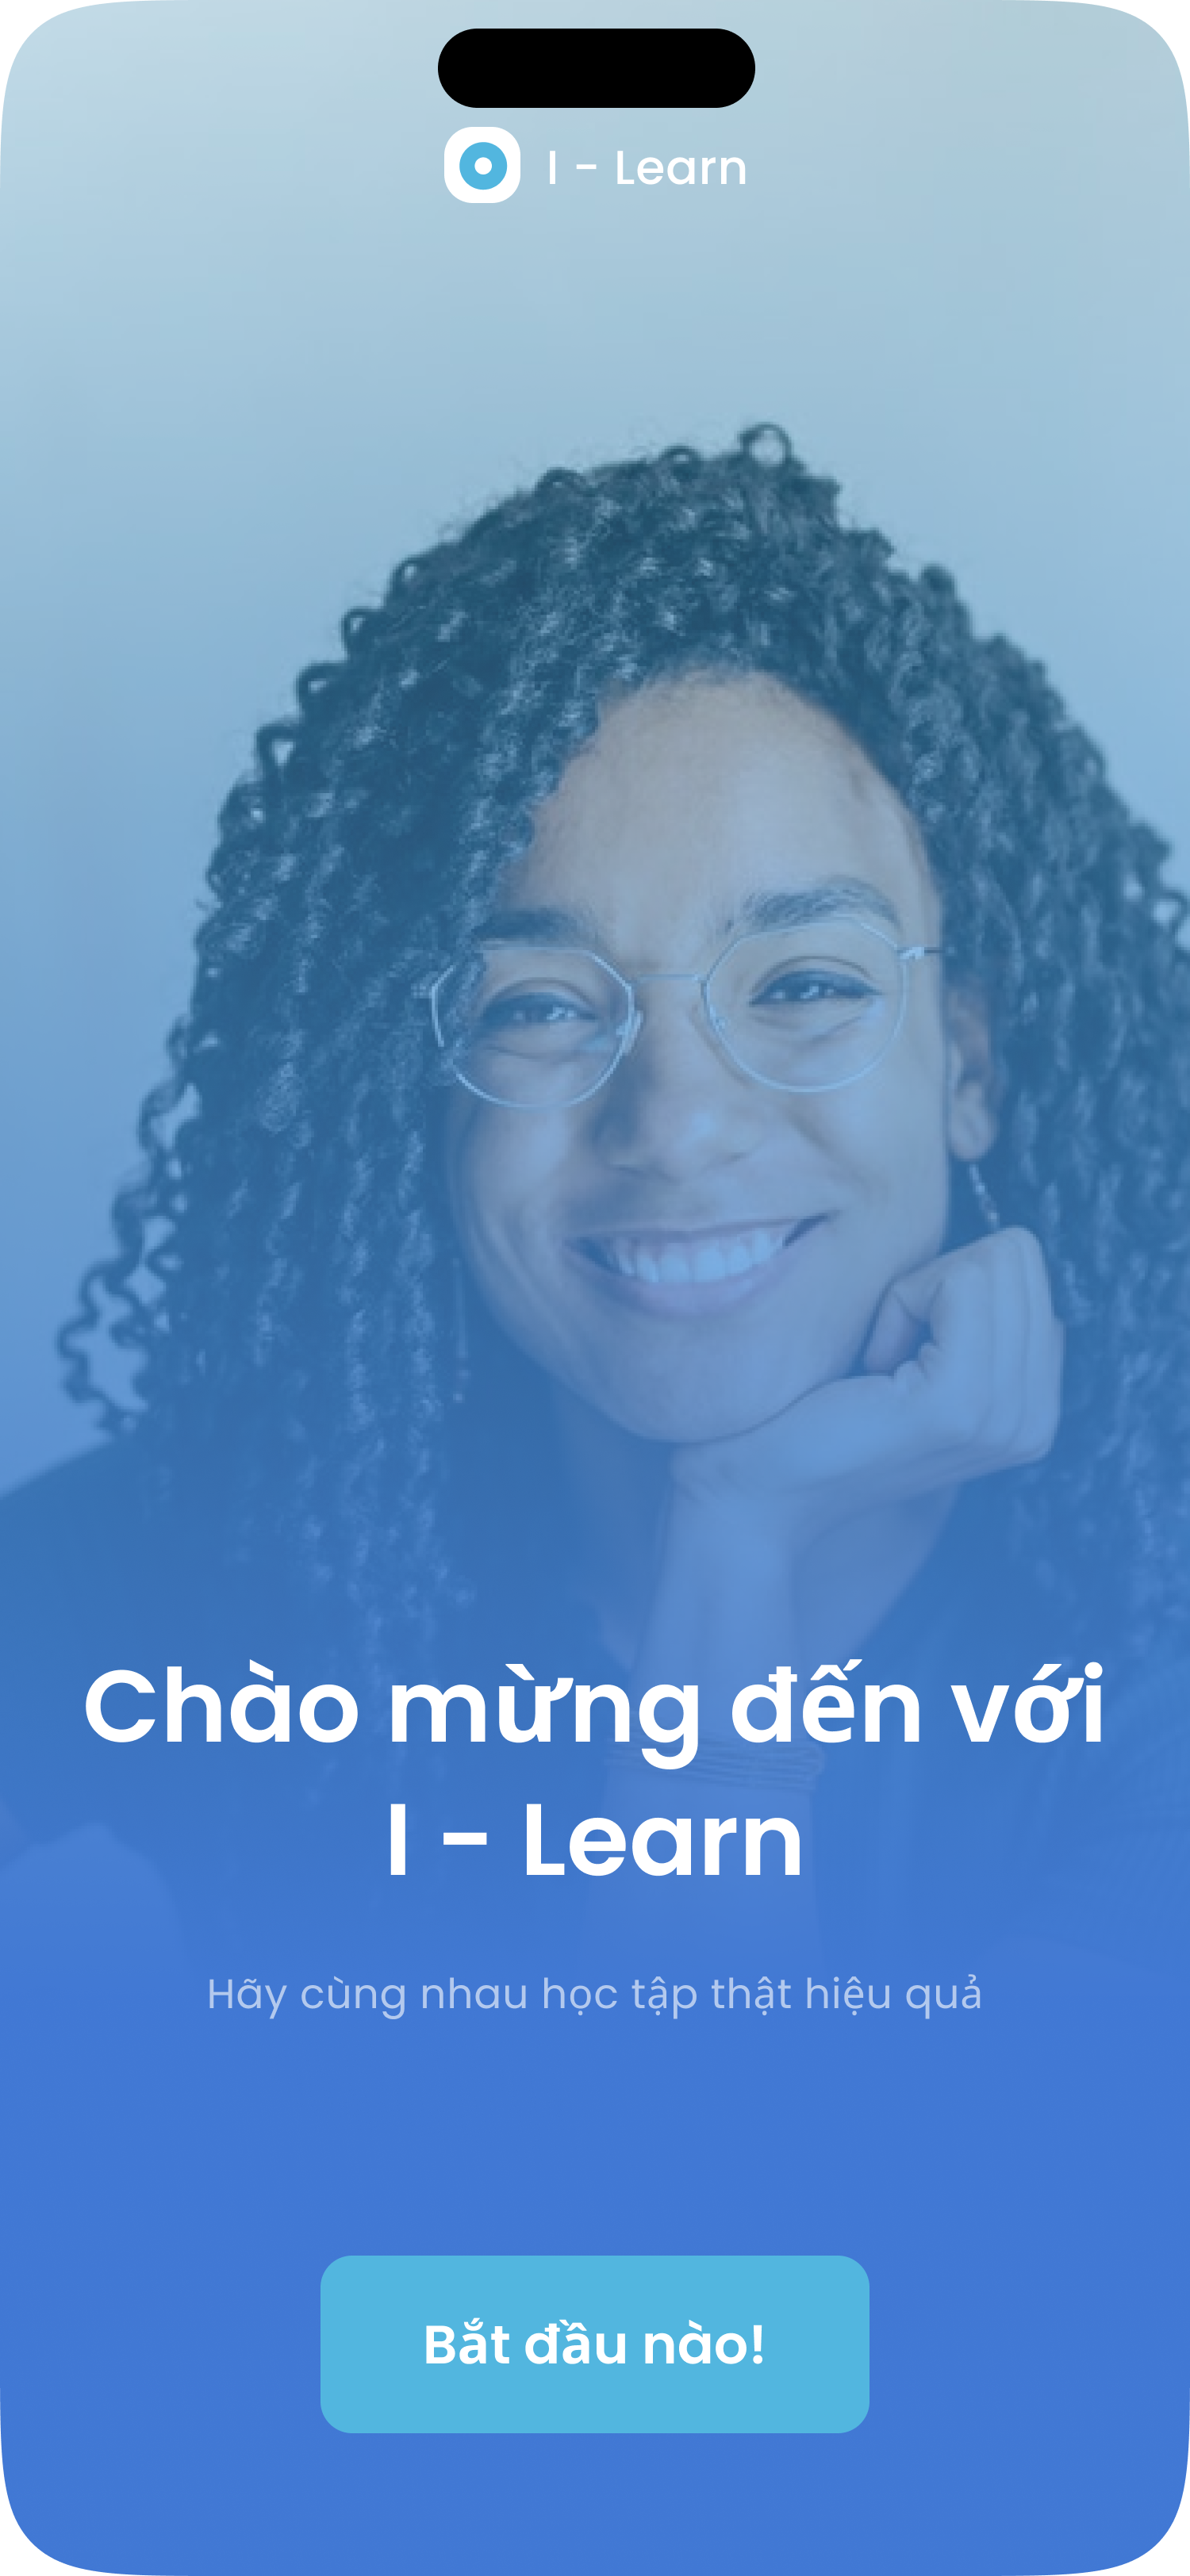 I - Learn
Chào mừng đến với
I - Learn
Hãy cùng nhau học tập thật hiệu quả
Bắt đầu nào!